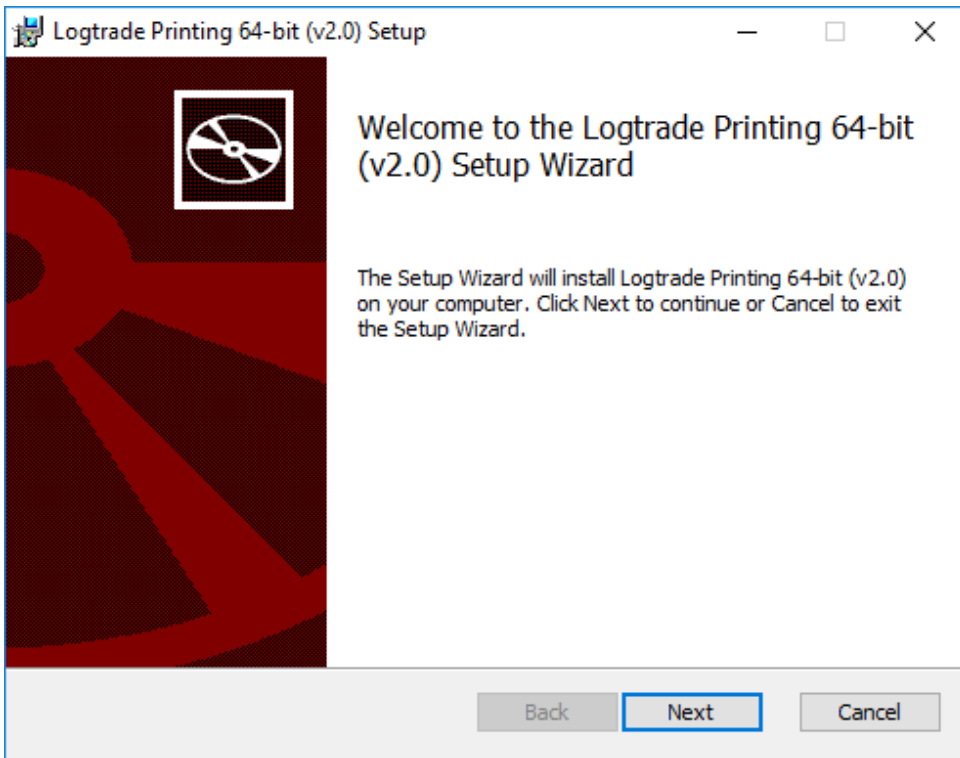 Logtrade Printing 64-bit (v2.0) Setup
Welcome to the Logtrade Printing 64-bit
(v2.0) Setup Wizard
The Setup Wizard will install Logtrade Printing 64-bit (v2.0)
on your computer. Click Next to continue or Cancel to exit
the Setup Wizard.
Back Next Cancel